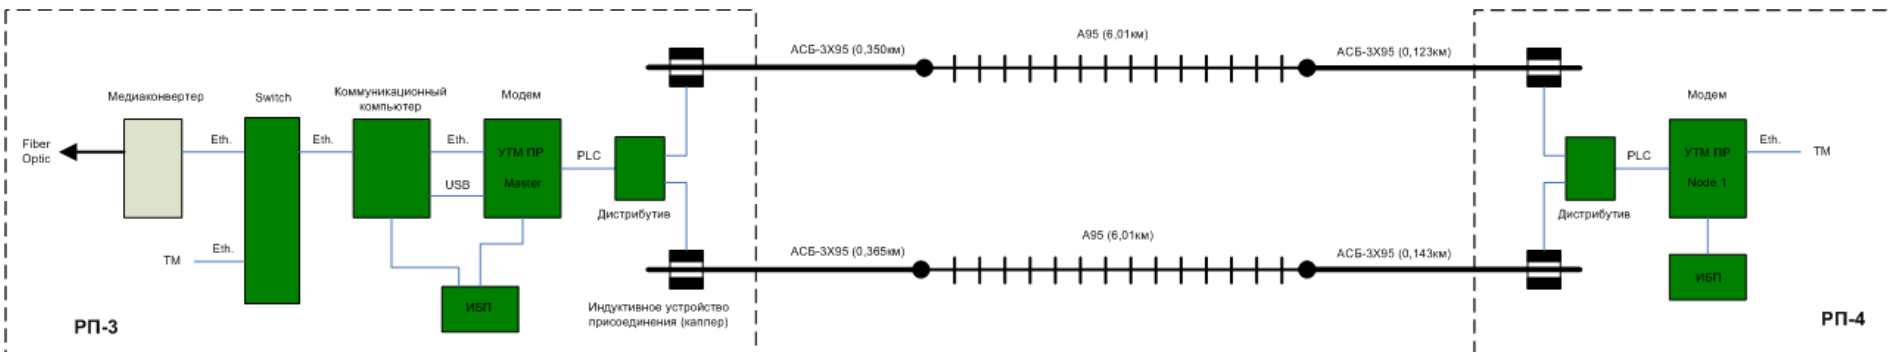 АСБ-3Х95 (0,350км)
А95 (6,01км)
АСБ-3Х95 (0,123км)
Медиаконвертер
Switch
Коммуникационный
компьютер
Модем
Модем
Fiber
Optic
Eth.
Eth.
Eth.
УТМ ПР
Master
PLC
USB
PLC
УТМ ПР
Node 1
Eth.
ТМ
Дистрибутив
Дистрибутив
ТМ
Eth.
АСБ-3Х95 (0,365км)
А95 (6,01км)
АСБ-3Х95 (0,143км)
ИБП
ИБП
Индуктивное устройство
присоединения (каплер)
РП-3
РП-4